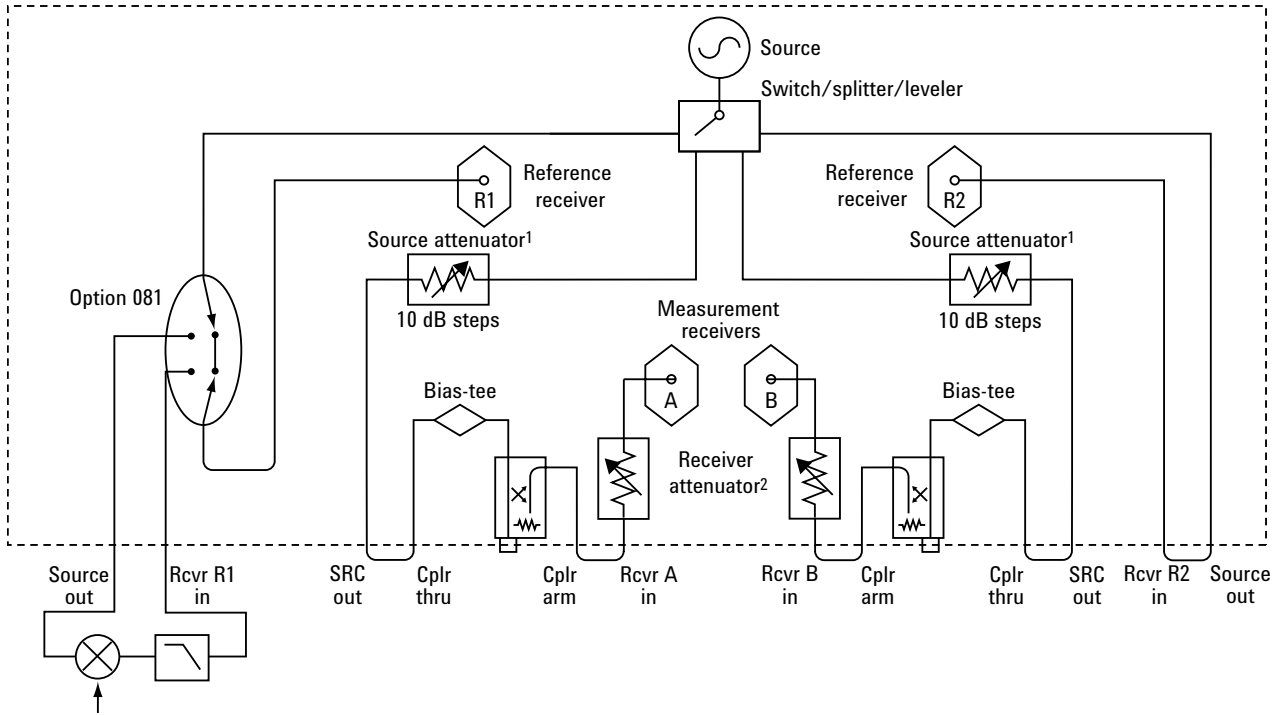 Source
Switch/splitter/leveler
R1
Reference
receiver
Reference
receiver
R2
Source attenuator1
10 dB steps
Source attenuator1
10 dB steps
Option 081
Measurement
receivers
A
B
Bias-tee
Bias-tee
Receiver
attenuator2
Source
out
Rcvr R1
in
SRC
out
Cplr
thru
Cplr
arm
Rcvr A
in
Rcvr B
in
Cplr
arm
Cplr
thru
SRC
out
Rcvr R2
in
Source
out